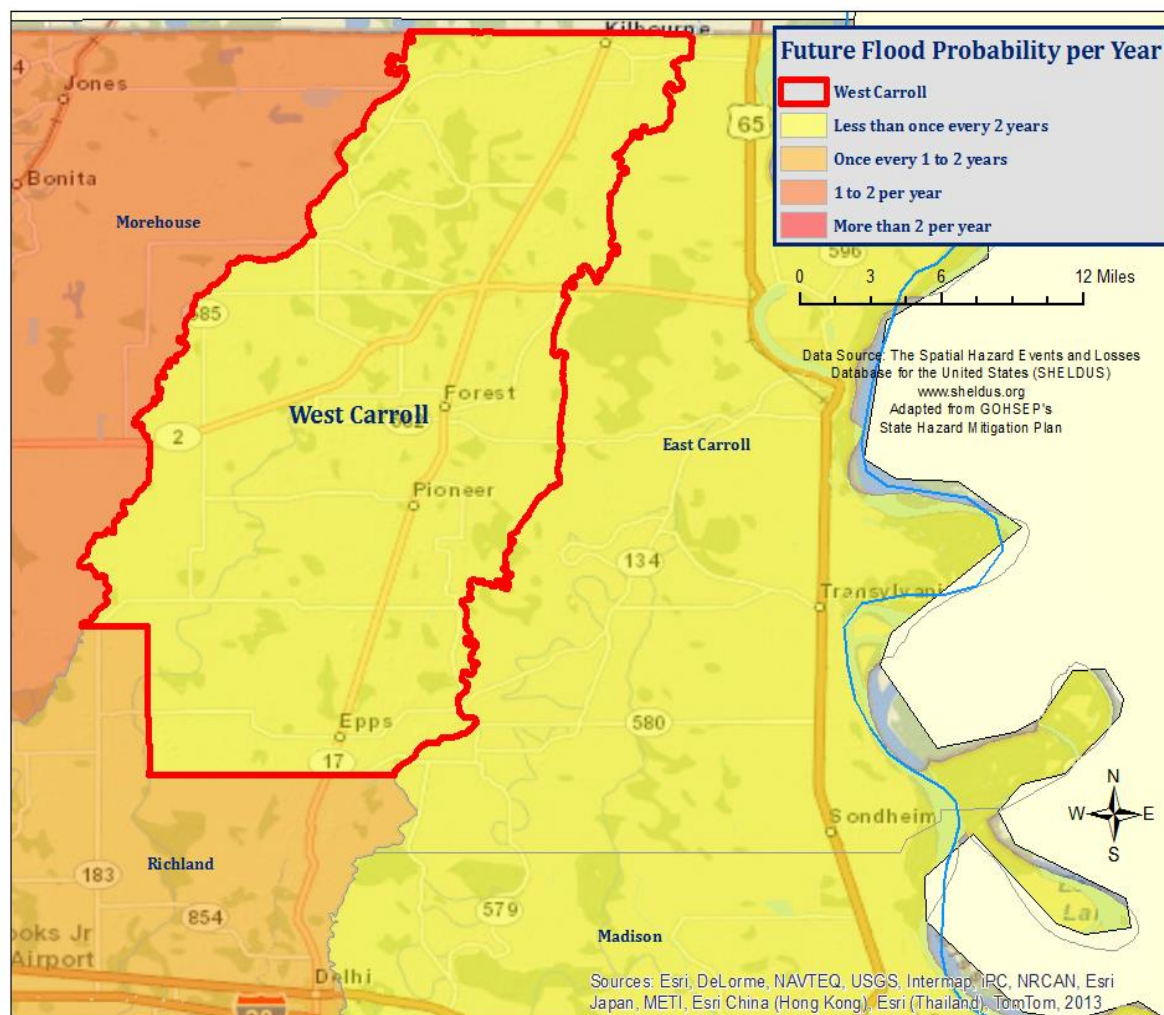 Kilbourne
Future Flood Probability per Year
West Carroll
Less than once every 2 years
Once every 1 to 2 years
1 to 2 per year
More than 2 per year
0 3 6 12 Miles
Data Source: The Spatial Hazard Events and Losses
Database for the United States (SHELDUS)
www.sheldus.org
Adapted from GOHSEP's
State Hazard Mitigation Plan
4
Jones
65
Bonita
Morehouse
596
585
Forest
West Carroll
2
East Carroll
Pioneer
134
Transylvani
Epps
580
17
N
W E
S
Sondheim
Richland
183
854
579
ooks Jr
Airport
Madison
Delhi
Sources: Esri, DeLorme, NAVTEQ, USGS, Intermap, iPC, NRCAN, Esri
Japan, METI, Esri China (Hong Kong), Esri (Thailand), TomTom, 2013